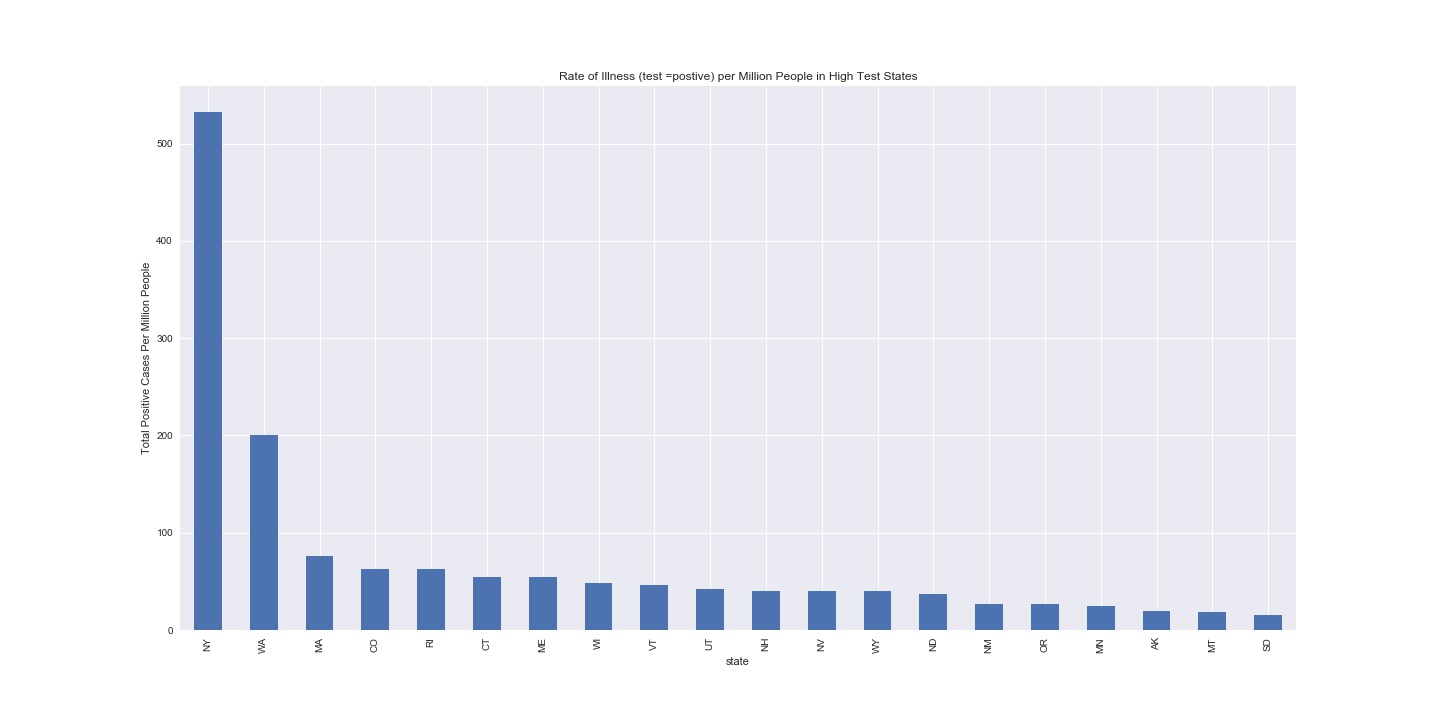 Rate of Illness (test =postive) per Million People in High Test States
Total Positive Cases Per Million People
500
400
300
200
100
0
NY WA MA CO RI CT ME WI VT UT NH NV WY ND NM OR MN AK MT SD
state